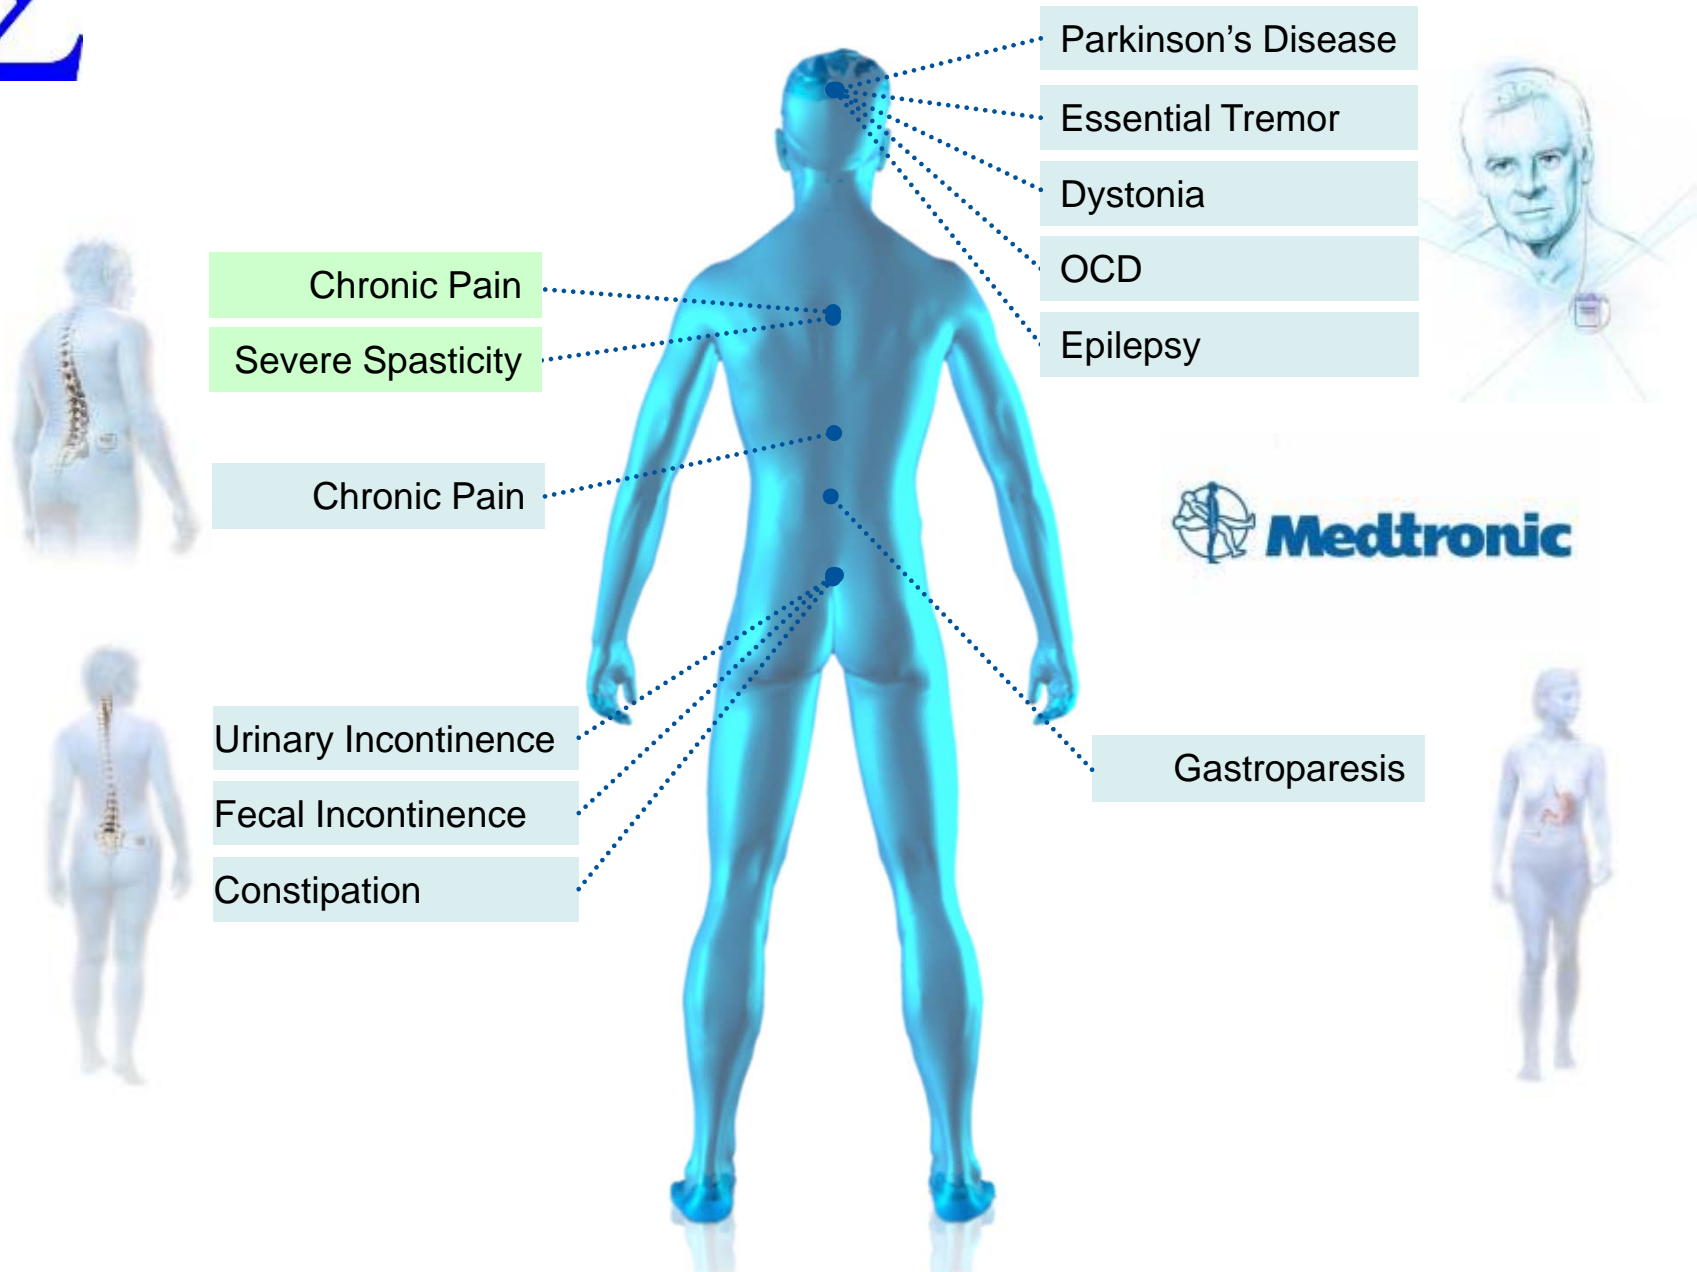 Z
Parkinson’s Disease
Essential Tremor
Dystonia
OCD
Epilepsy
Chronic Pain
Severe Spasticity
Chronic Pain
Medtronic
Urinary Incontinence
Fecal Incontinence
Constipation
Gastroparesis